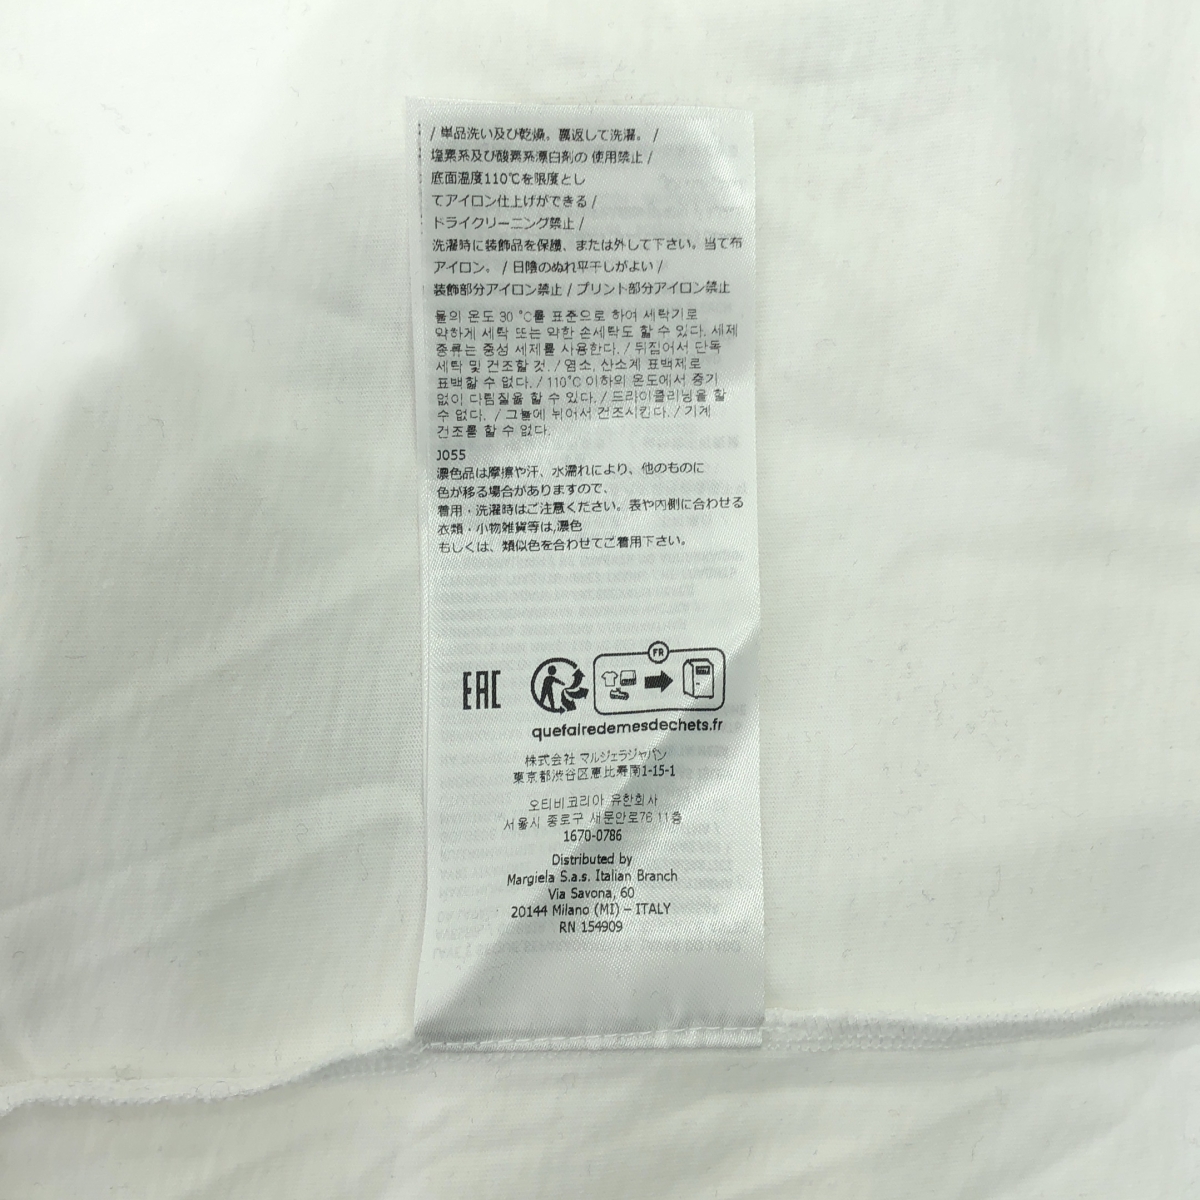 / 単品洗い及び乾燥。裏返して洗濯。 /
塩素系及び酸素系漂白剤の 使用禁止 /
底面温度110℃を限度とし
てアイロン仕上げができる /
ドライクリーニング禁止 /
洗濯時に装飾品を保護、または外して下さい。当て布
アイロン。 / 日陰のぬれ平干しがよい /
装飾部分アイロン禁止 / プリント部分アイロン禁止
물의 온도 30 °C를 표준으로 하여 세탁기로
약하게 세탁 또는 약한 손세탁도 할 수 있다. 세제
종류는 중성 세제를 사용한다. / 뒤집어서 단독
세탁 및 건조할 것. / 염소, 산소계 표백제로
표백할 수 없다. / 110°C 이하의 온도에서 증기
없이 다림질을 할 수 있다. / 드라이클리닝을 할
수 없다. / 그늘에 뉘어서 건조시킨다. / 기계
건조를 할 수 없다.
J055
濃色品は摩擦や汗、水濡れにより、他のものに
色が移る場合がありますので、
着用・洗濯時はご注意ください。表や内側に合わせる
衣類・小物雑貨等は,濃色
もしくは、類似色を合わせてご着用下さい。
EAC
FR
quefairedemesdechets.fr
株式会社 マルジェラジャパン
東京都渋谷区恵比寿南1-15-1
오티비코리아 유한회사
서울시 종로구 새문안로76 11층
1670-0786
Distributed by
Margiela S.a.s. Italian Branch
Via Savona, 60
20144 Milano (MI) – ITALY
RN 154909